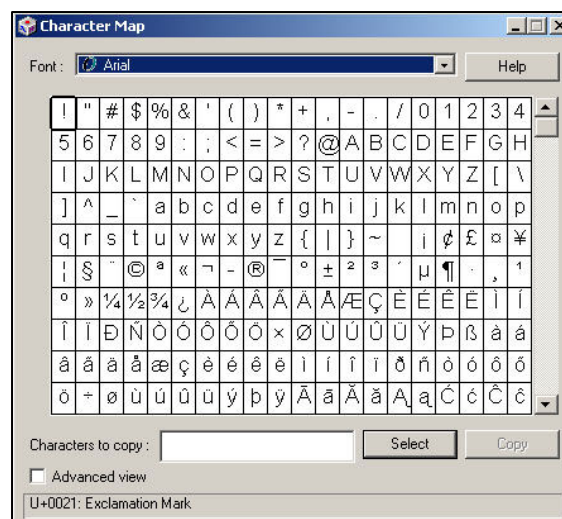 Character Map
Font :
Arial
Help
! " # $ % & ' ( ) * + , - . / 0 1 2 3 4
5 6 7 8 9 : ; < = > ? @ A B C D E F G H
I J K L M N O P Q R S T U V W X Y Z [ \
] ^ _ ` a b c d e f g h i j k l m n o p
q r s t u v w x y z { | } ~ ¡ ¢ £ ¤ ¥
¦ § ¨ © ª « ¬ - ® ¯ ° ± ² ³ ´ µ ¶ · ¸ ¹
º » ¼ ½ ¾ ¿ À Á Â Ã Ä Å Æ Ç È É Ê Ë Ì Í
Î Ï Ð Ñ Ò Ó Ô Õ Ö × Ø Ù Ú Û Ü Ý Þ ß à á
â ã ä å æ ç è é ê ë ì í î ï ð ñ ò ó ô õ
ö ÷ ø ù ú û ü ý þ ÿ Ā ā Ă ă Ą ą Ć ć Ĉ ĉ
Characters to copy :
Select
Copy
Advanced view
U+0021: Exclamation Mark